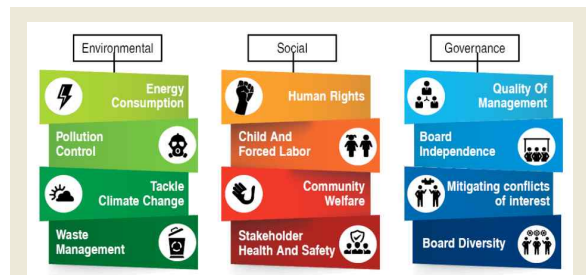 Environmental
Energy
Consumption
Pollution
Control
Tackle
Climate Change
Waste
Management
Social
Human Rights
Child And
Forced Labor
Community
Welfare
Stakeholder
Health And Safety
Governance
Quality Of
Management
Board
Independence
Mitigating conflicts
of interest
Board Diversity